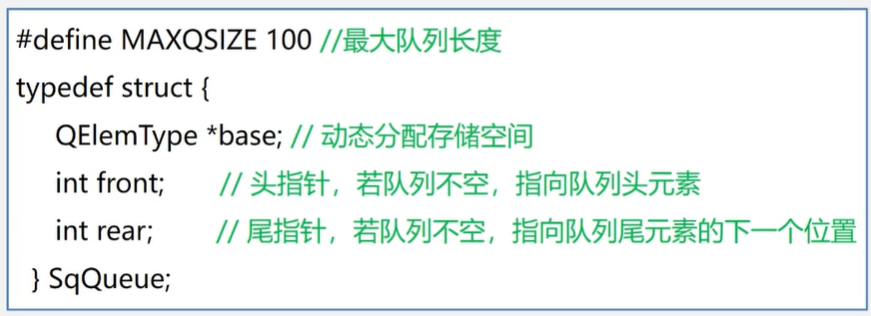 #define MAXQSIZE 100 //最大队列长度
typedef struct {
QElemType *base; // 动态分配存储空间
int front; // 头指针，若队列不空，指向队列头元素
int rear; // 尾指针，若队列不空，指向队列尾元素的下一个位置
} SqQueue;